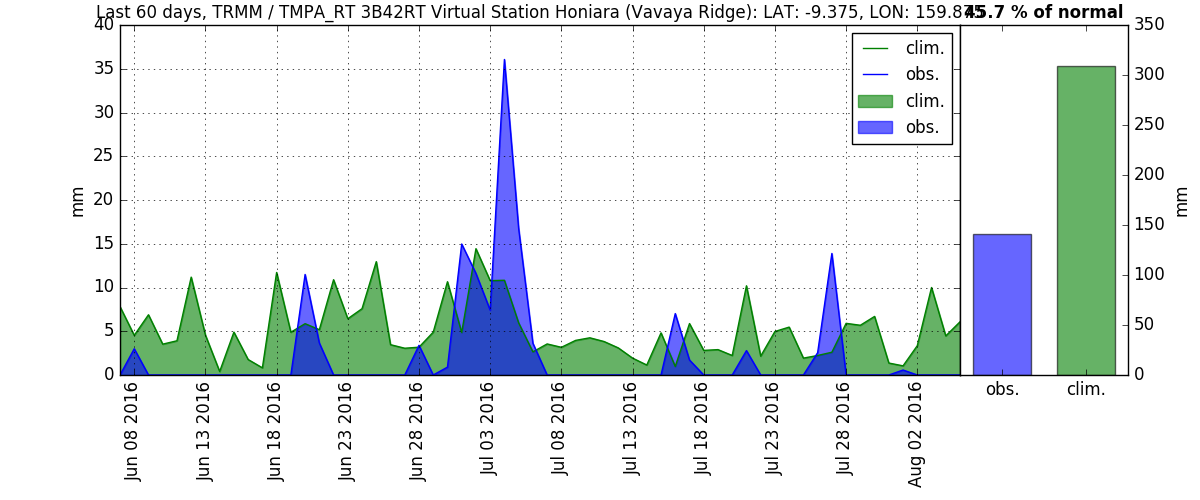 Last 60 days, TRMM / TMPA_RT 3B42RT Virtual Station Honiara (Vavaya Ridge): LAT: -9.375, LON: 159.875
45.7 % of normal
40
35
30
25
20
15
10
5
0
mm
clim.
obs.
clim.
obs.
350
300
250
200
150
100
50
0
mm
Jun 08 2016
Jun 13 2016
Jun 18 2016
Jun 23 2016
Jun 28 2016
Jul 03 2016
Jul 08 2016
Jul 13 2016
Jul 18 2016
Jul 23 2016
Jul 28 2016
Aug 02 2016
obs.
clim.